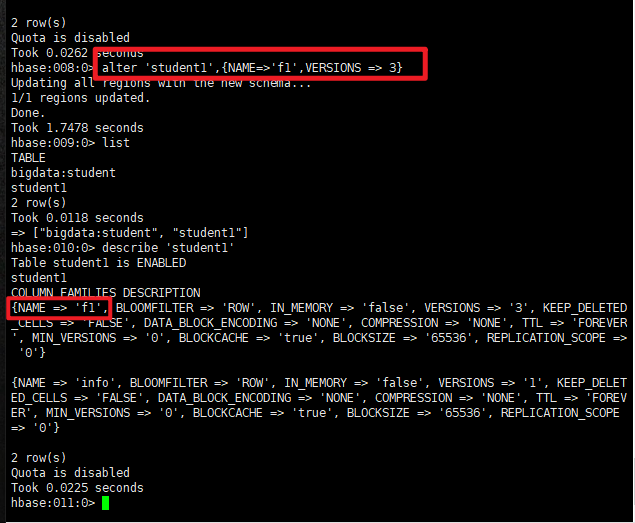 2 row(s)
Quota is disabled
Took 0.0262 seconds
hbase:008:0> alter 'student1',{NAME=>'f1',VERSIONS => 3}
Updating all regions with the new schema...
1/1 regions updated.
Done.
Took 1.7478 seconds
hbase:009:0> list
TABLE
bigdata:student
student1
2 row(s)
Took 0.0118 seconds
=> ["bigdata:student", "student1"]
hbase:010:0> describe 'student1'
Table student1 is ENABLED
student1
COLUMN FAMILIES DESCRIPTION
{NAME => 'f1', BLOOMFILTER => 'ROW', IN_MEMORY => 'false', VERSIONS => '3', KEEP_DELETED
_CELLS => 'FALSE', DATA_BLOCK_ENCODING => 'NONE', COMPRESSION => 'NONE', TTL => 'FOREVER
', MIN_VERSIONS => '0', BLOCKCACHE => 'true', BLOCKSIZE => '65536', REPLICATION_SCOPE =>
 '0'}
{NAME => 'info', BLOOMFILTER => 'ROW', IN_MEMORY => 'false', VERSIONS => '1', KEEP_DELET
ED_CELLS => 'FALSE', DATA_BLOCK_ENCODING => 'NONE', COMPRESSION => 'NONE', TTL => 'FOREV
ER', MIN_VERSIONS => '0', BLOCKCACHE => 'true', BLOCKSIZE => '65536', REPLICATION_SCOPE
=> '0'}
2 row(s)
Quota is disabled
Took 0.0225 seconds
hbase:011:0>